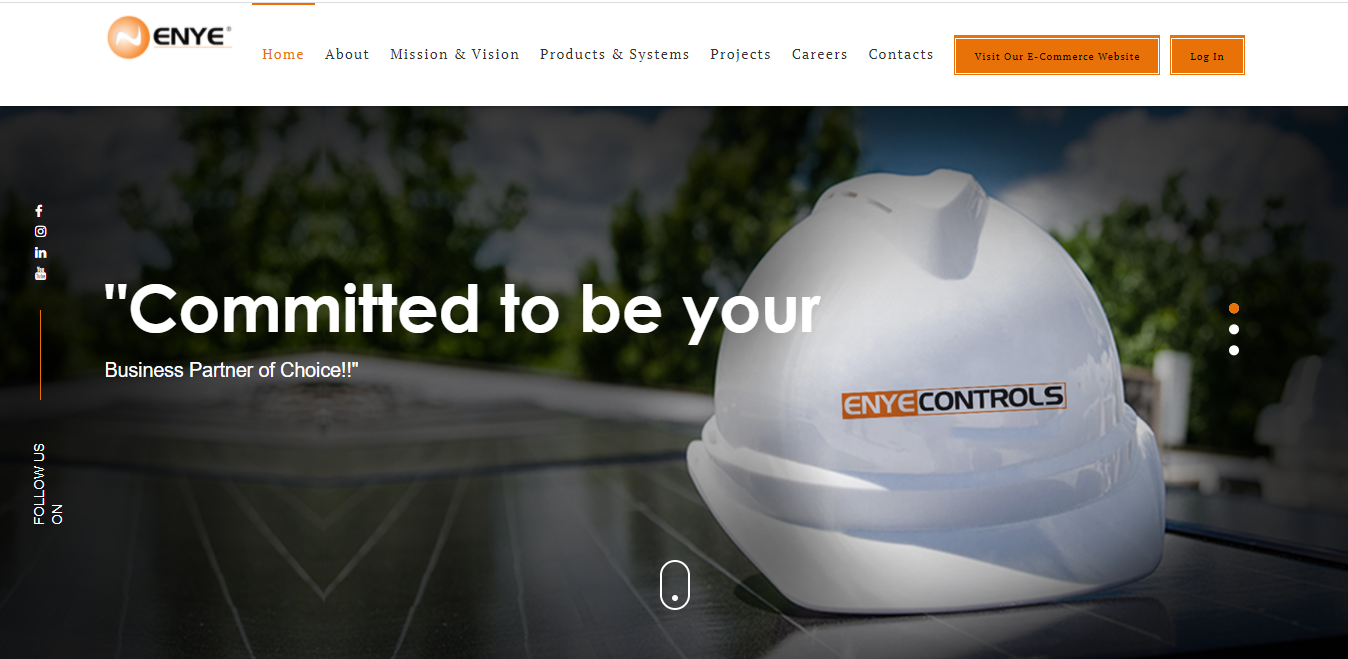 ENYE®
Home
About
Mission & Vision
Products & Systems
Projects
Careers
Contacts
Visit Our E-Commerce Website
Log In
"Committed to be your
Business Partner of Choice!!"
ENYECONTROLS
FOLLOW US
ON